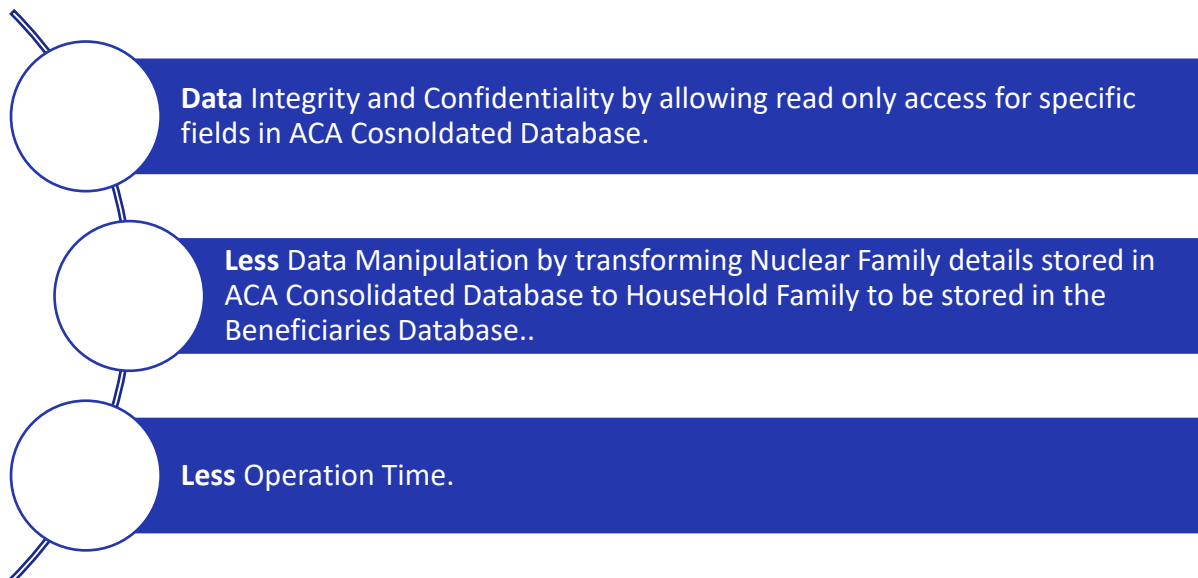 Data Integrity and Confidentiality by allowing read only access for specific
fields in ACA Cosnoldated Database.
Less Data Manipulation by transforming Nuclear Family details stored in
ACA Consolidated Database to HouseHold Family to be stored in the
Beneficiaries Database..
Less Operation Time.